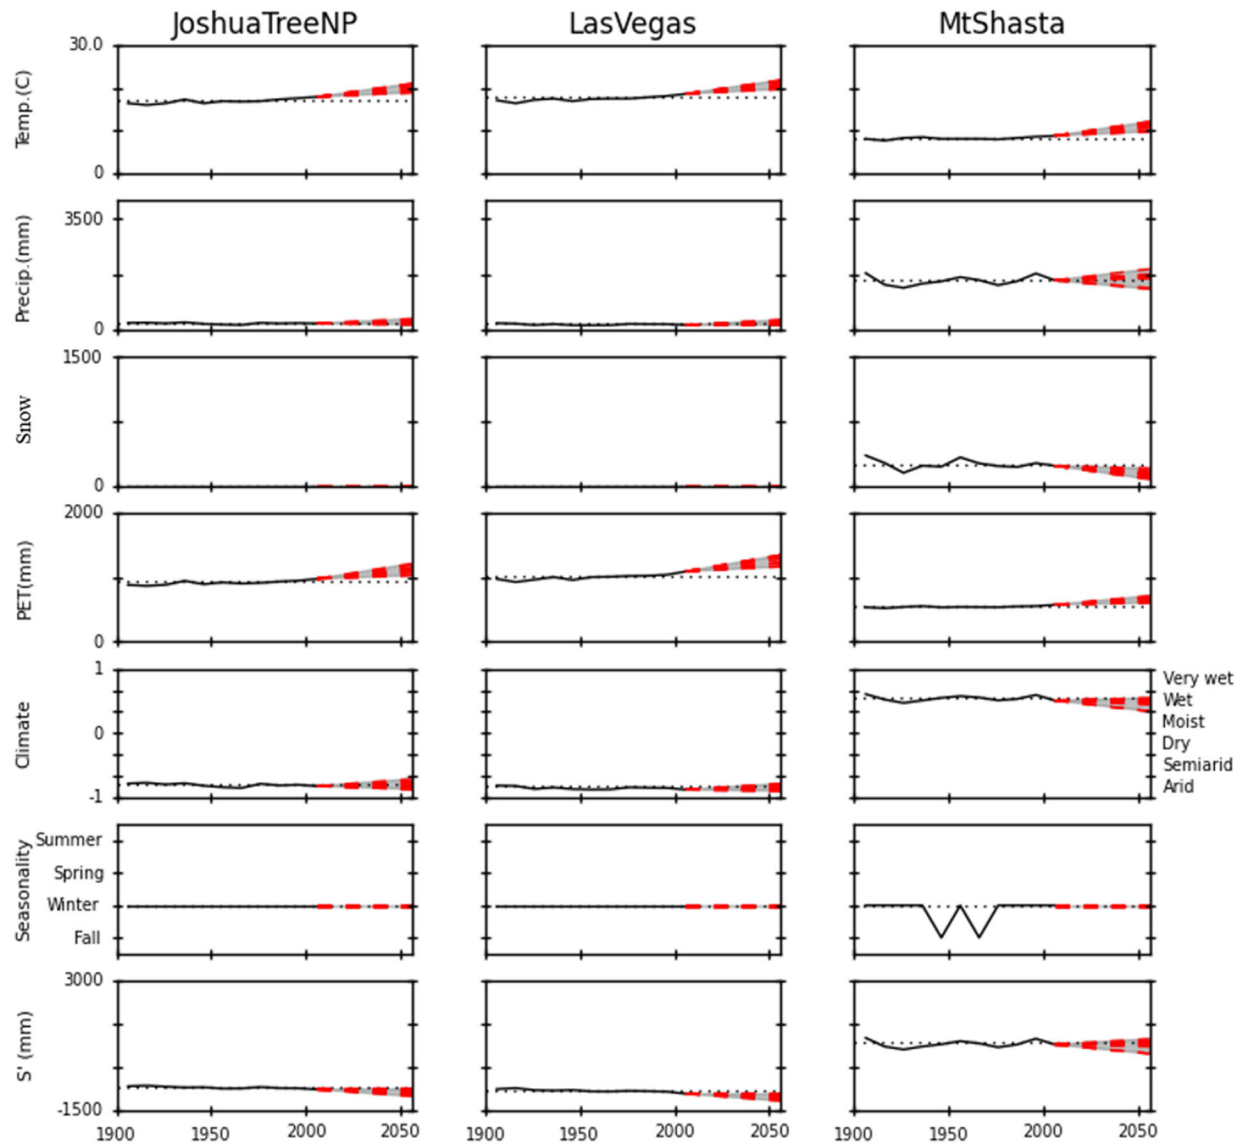 JoshuaTreeNP LasVegas MtShasta
30.0
Temp.(C)
0
3500
Precip.(mm)
0
1500
Snow
0
2000
PET(mm)
0
1
Climate
0
-1
Very wet
Wet
Moist
Dry
Semiarid
Arid
Seasonality
Summer
Spring
Winter
Fall
3000
S' (mm)
-1500
1900 1950 2000 2050 1900 1950 2000 2050 1900 1950 2000 2050